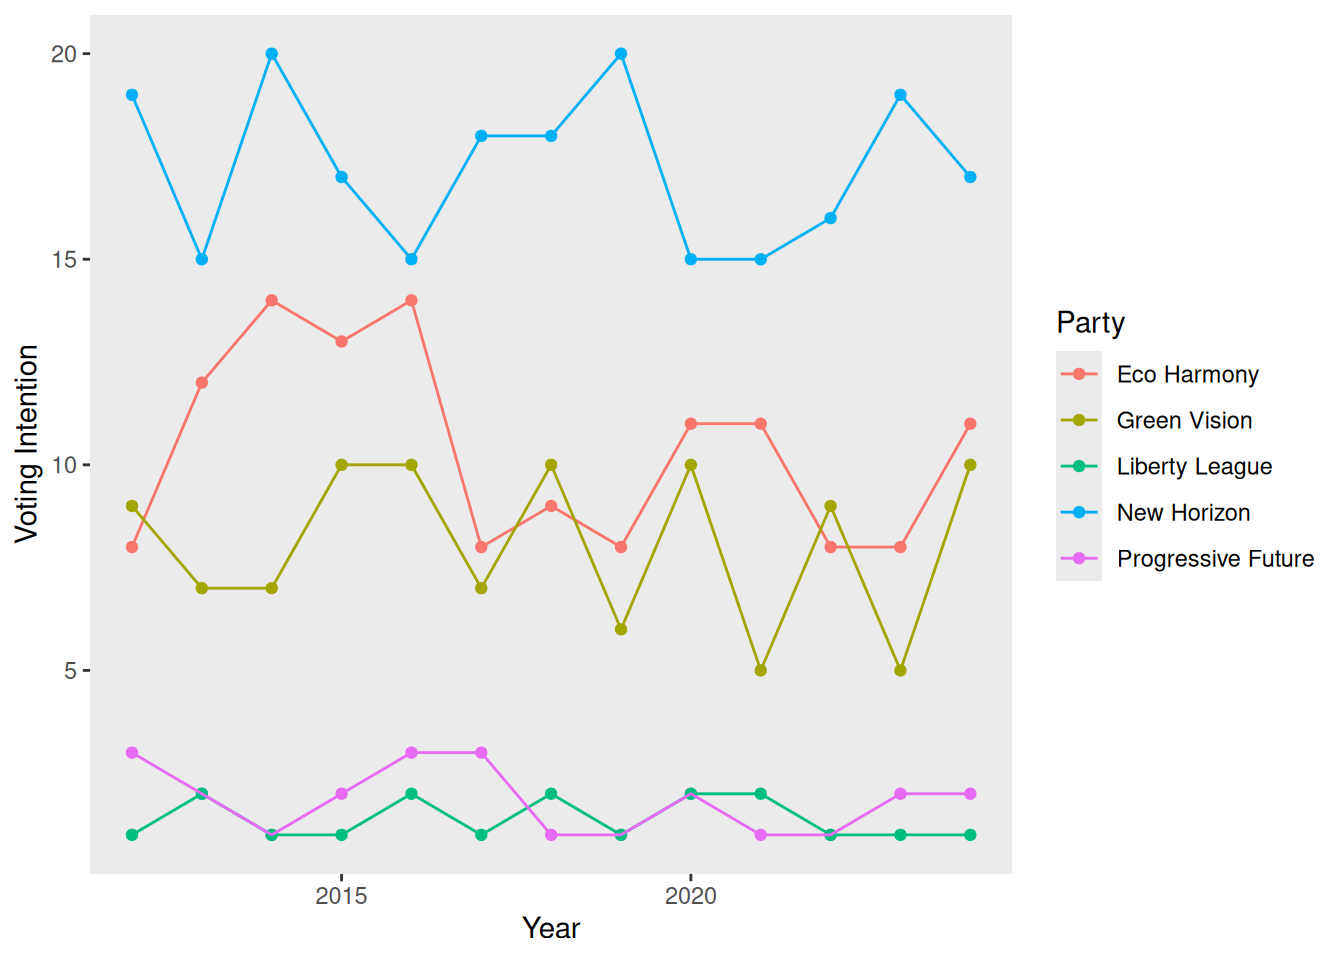 20
15
10
5
Voting Intention
2015
2020
Year
Party
Eco Harmony
Green Vision
Liberty League
New Horizon
Progressive Future